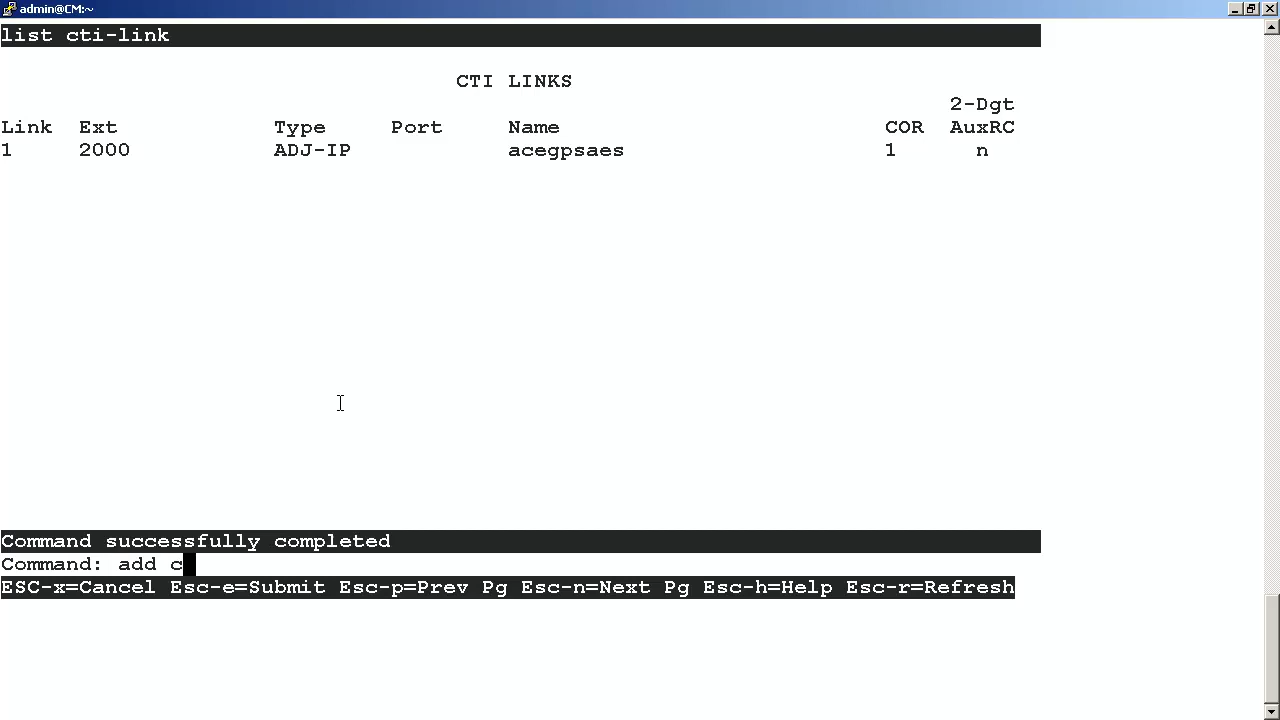 admin@CM:~
list cti-link
CTI LINKS
2-Dgt
Link Ext Type Port Name COR AuxRC
1 2000 ADJ-IP acegpsaes 1 n
Command successfully completed
Command: add c
ESC-x=Cancel Esc-e=Submit Esc-p=Prev Pg Esc-n=Next Pg Esc-h=Help Esc-r=Refresh